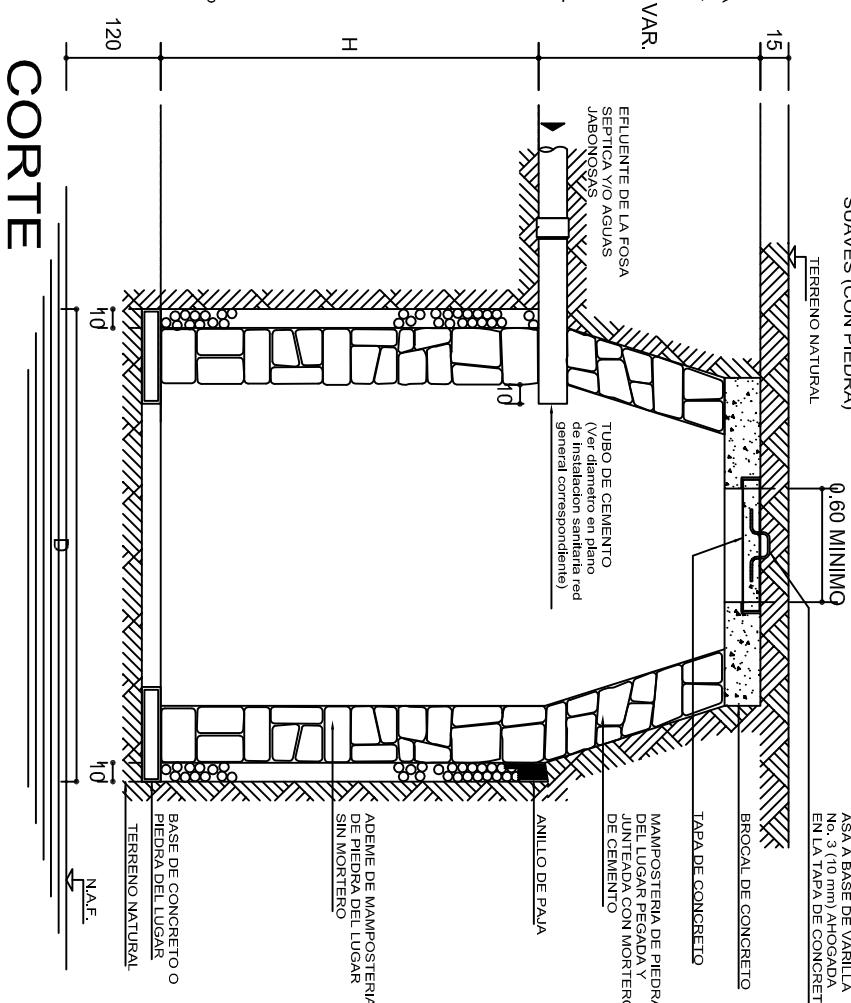 SUAVES (CON PIEDRA)
TERRENO NATURAL
0.60 MINIMO
ASA A BASE DE VARILLA
No. 3 (10 mm) AHOGADA
EN LA TAPA DE CONCRET
BROCAL DE CONCRETO
TAPA DE CONCRETO
MAMPOSTERIA DE PIEDRA
DEL LUGAR PEGADA Y
JUNTEADA CON MORTERO
DE CEMENTO
ANILLO DE PAJA
ADEME DE MAMPOSTERIA
DE PIEDRA DEL LUGAR
SIN MORTERO
BASE DE CONCRETO O
PIEDRA DEL LUGAR
TERRENO NATURAL
N.A.F.
15
VAR.
H
120
EFLUENTE DE LA FOSA
SEPTICA Y/O AGUAS
JABONOSAS
TUBO DE CEMENTO
(Ver diametro en plano
de instalacion sanitaria red
general correspondiente)
10
10
10
D
CORTE